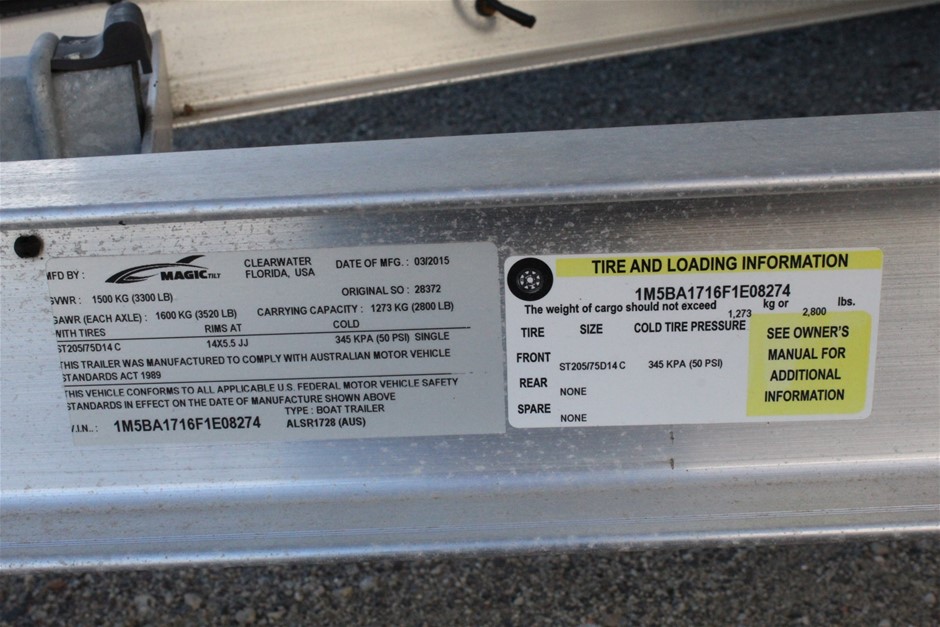 MFD BY :
MAGIC TILT
CLEARWATER
FLORIDA, USA
DATE OF MFG. : 03/2015
GVWR : 1500 KG (3300 LB)
ORIGINAL SO : 28372
GAWR (EACH AXLE) : 1600 KG (3520 LB) CARRYING CAPACITY : 1273 KG (2800 LB)
WITH TIRES RIMS AT COLD
ST205/75D14 C 14X5.5 JJ 345 KPA (50 PSI) SINGLE
THIS TRAILER WAS MANUFACTURED TO COMPLY WITH AUSTRALIAN MOTOR VEHICLE
STANDARDS ACT 1989
THIS VEHICLE CONFORMS TO ALL APPLICABLE U.S. FEDERAL MOTOR VEHICLE SAFETY
STANDARDS IN EFFECT ON THE DATE OF MANUFACTURE SHOWN ABOVE
TYPE : BOAT TRAILER
V.I.N.. : 1M5BA1716F1E08274 ALSR1728 (AUS)
TIRE AND LOADING INFORMATION
1M5BA1716F1E08274
The weight of cargo should not exceed 1,273 kg or 2,800 lbs.
TIRE SIZE COLD TIRE PRESSURE
FRONT ST205/75D14 C 345 KPA (50 PSI)
REAR NONE
SPARE NONE
SEE OWNER'S
MANUAL FOR
ADDITIONAL
INFORMATION